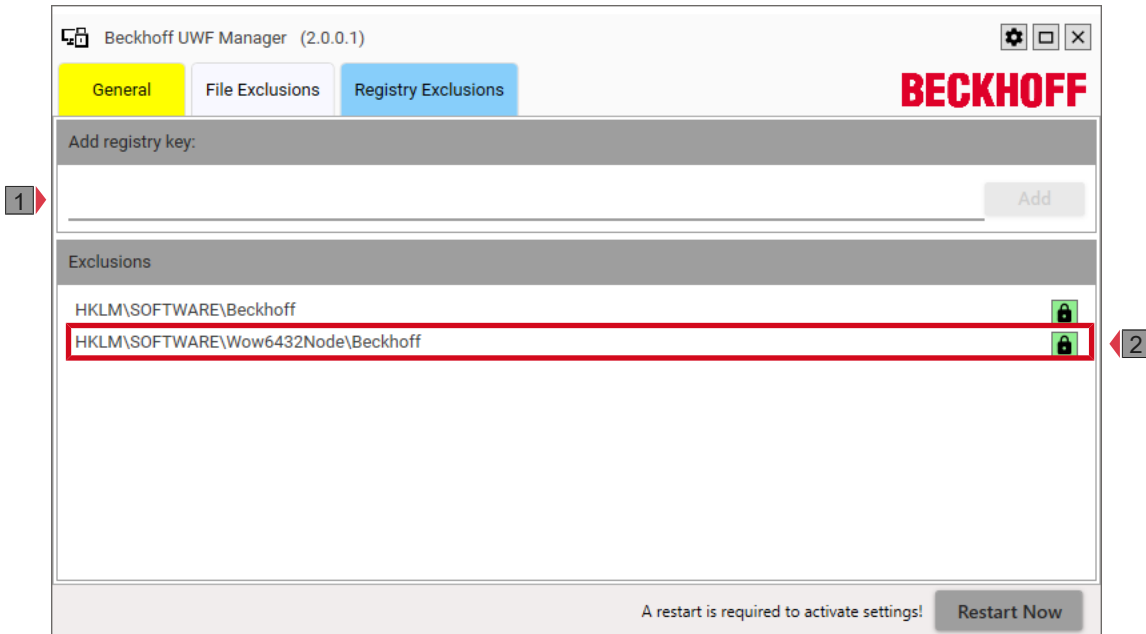 Beckhoff UWF Manager (2.0.0.1)
General File Exclusions Registry Exclusions BECKHOFF
Add registry key:
1 Add
Exclusions
HKLM\SOFTWARE\Beckhoff
HKLM\SOFTWARE\Wow6432Node\Beckhoff 2
A restart is required to activate settings! Restart Now